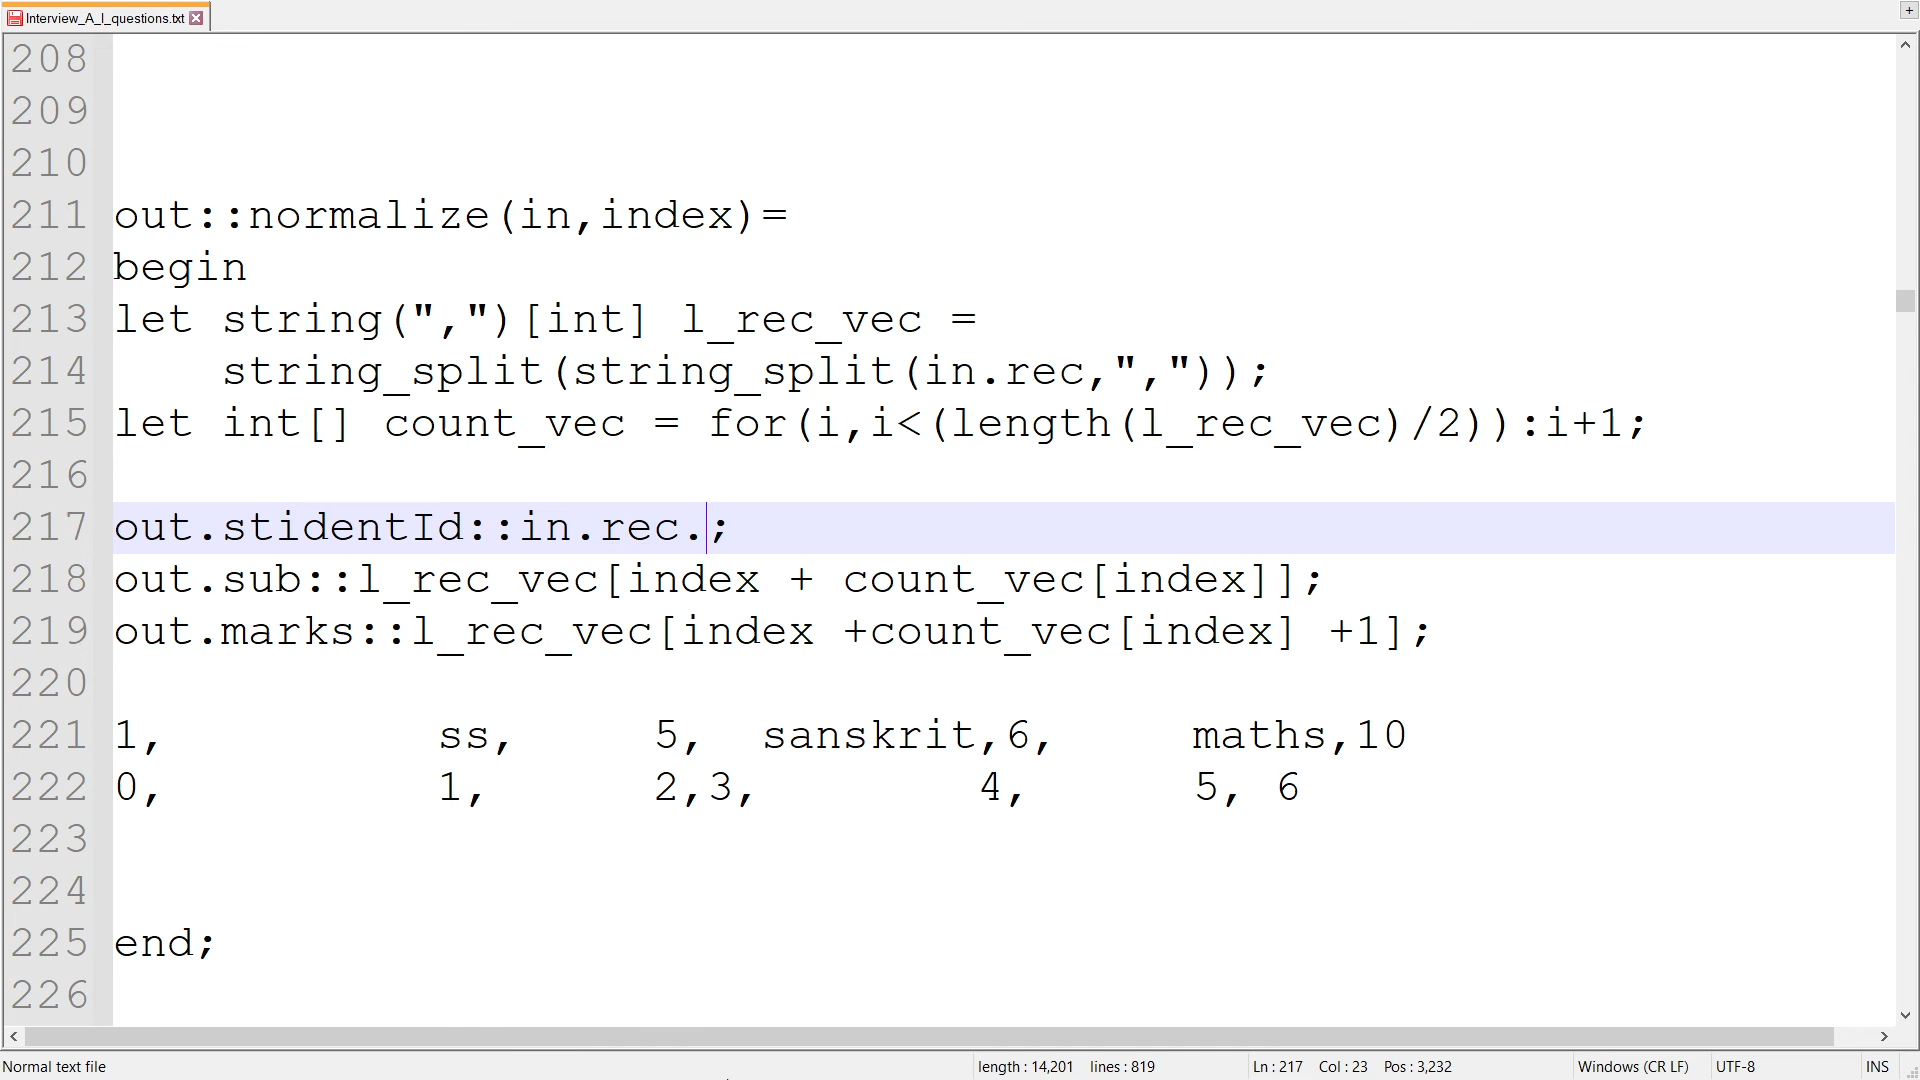 Interview_A_I_questions.txt
+
208
209
210
211 out::normalize(in,index)=
212 begin
213 let string(",")[int] l_rec_vec =
214 string_split(string_split(in.rec,","));
215 let int[] count_vec = for(i,i<(length(l_rec_vec)/2)):i+1;
216
217 out.stidentId::in.rec.;
218 out.sub::l_rec_vec[index + count_vec[index]];
219 out.marks::l_rec_vec[index +count_vec[index] +1];
220
221 1, ss, 5, sanskrit,6, maths,10
222 0, 1, 2,3, 4, 5, 6
223
224
225 end;
226
Normal text file length : 14,201 lines : 819 Ln : 217 Col : 23 Pos : 3,232 Windows (CR LF) UTF-8 INS